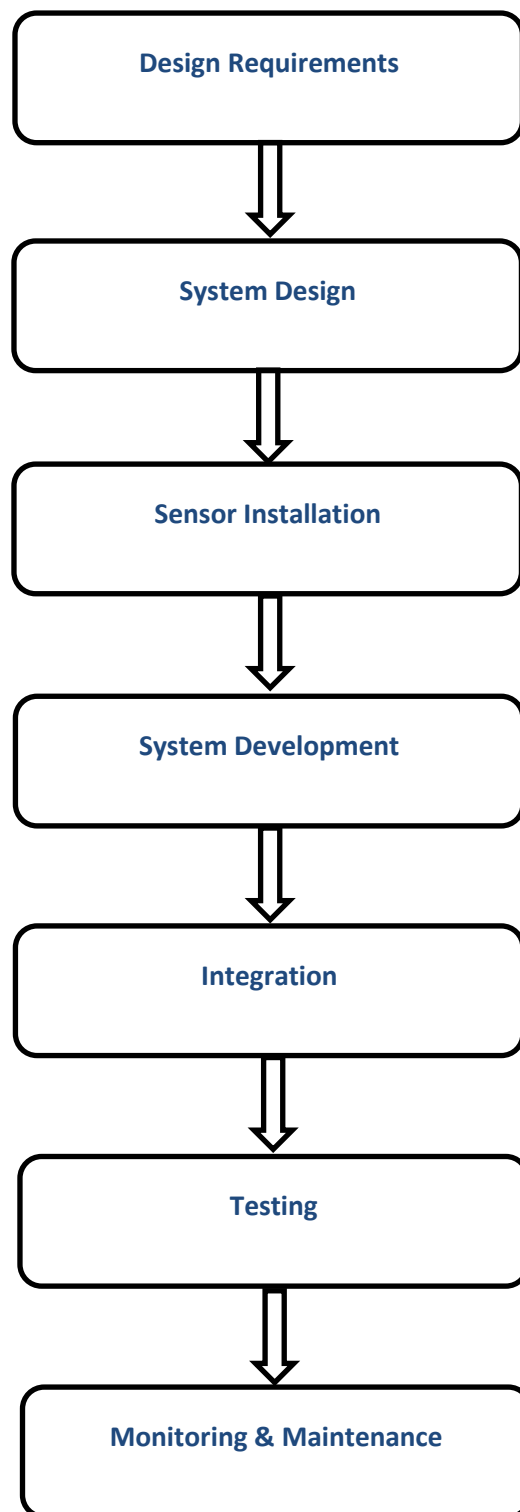 Design Requirements
System Design
Sensor Installation
System Development
Integration
Testing
Monitoring & Maintenance